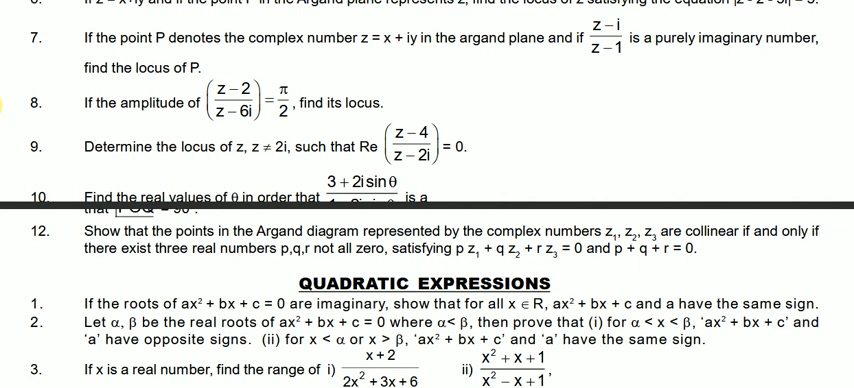 7. If the point P denotes the complex number z = x + iy in the argand plane and if (z – i)/(z – 1) is a purely imaginary number,
find the locus of P.
8. If the amplitude of ((z – 2)/(z – 6i)) = π/2, find its locus.
9. Determine the locus of z, z ≠ 2i, such that Re ((z – 4)/(z – 2i)) = 0.
10. Find the real values of θ in order that 3 + 2i sin θ is a
12. Show that the points in the Argand diagram represented by the complex numbers z₁, z₂, z₃ are collinear if and only if
there exist three real numbers p,q,r not all zero, satisfying p z₁ + q z₂ + r z₃ = 0 and p + q + r = 0.
QUADRATIC EXPRESSIONS
1. If the roots of ax² + bx + c = 0 are imaginary, show that for all x ∈ R, ax² + bx + c and a have the same sign.
2. Let α, β be the real roots of ax² + bx + c = 0 where α< β, then prove that (i) for α < x < β, ‘ax² + bx + c’ and
‘a’ have opposite signs. (ii) for x < α or x > β, ‘ax² + bx + c’ and ‘a’ have the same sign.
3. If x is a real number, find the range of i) (x + 2)/(2x² + 3x + 6) ii) (x² + x + 1)/(x² – x + 1),